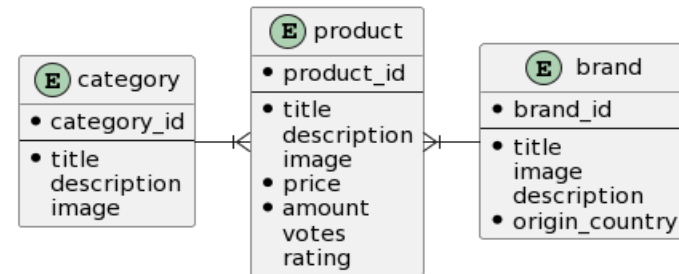 E category
• category_id
• title
description
image
E product
• product_id
• title
description
image
• price
• amount
votes
rating
E brand
• brand_id
• title
image
description
• origin_country